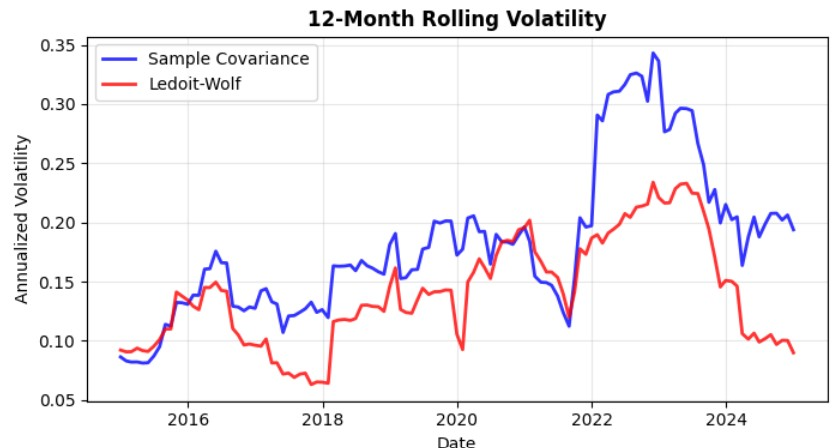 12-Month Rolling Volatility
Sample Covariance
Ledoit-Wolf
Annualized Volatility
0.35
0.30
0.25
0.20
0.15
0.10
0.05
2016 2018 2020 2022 2024
Date